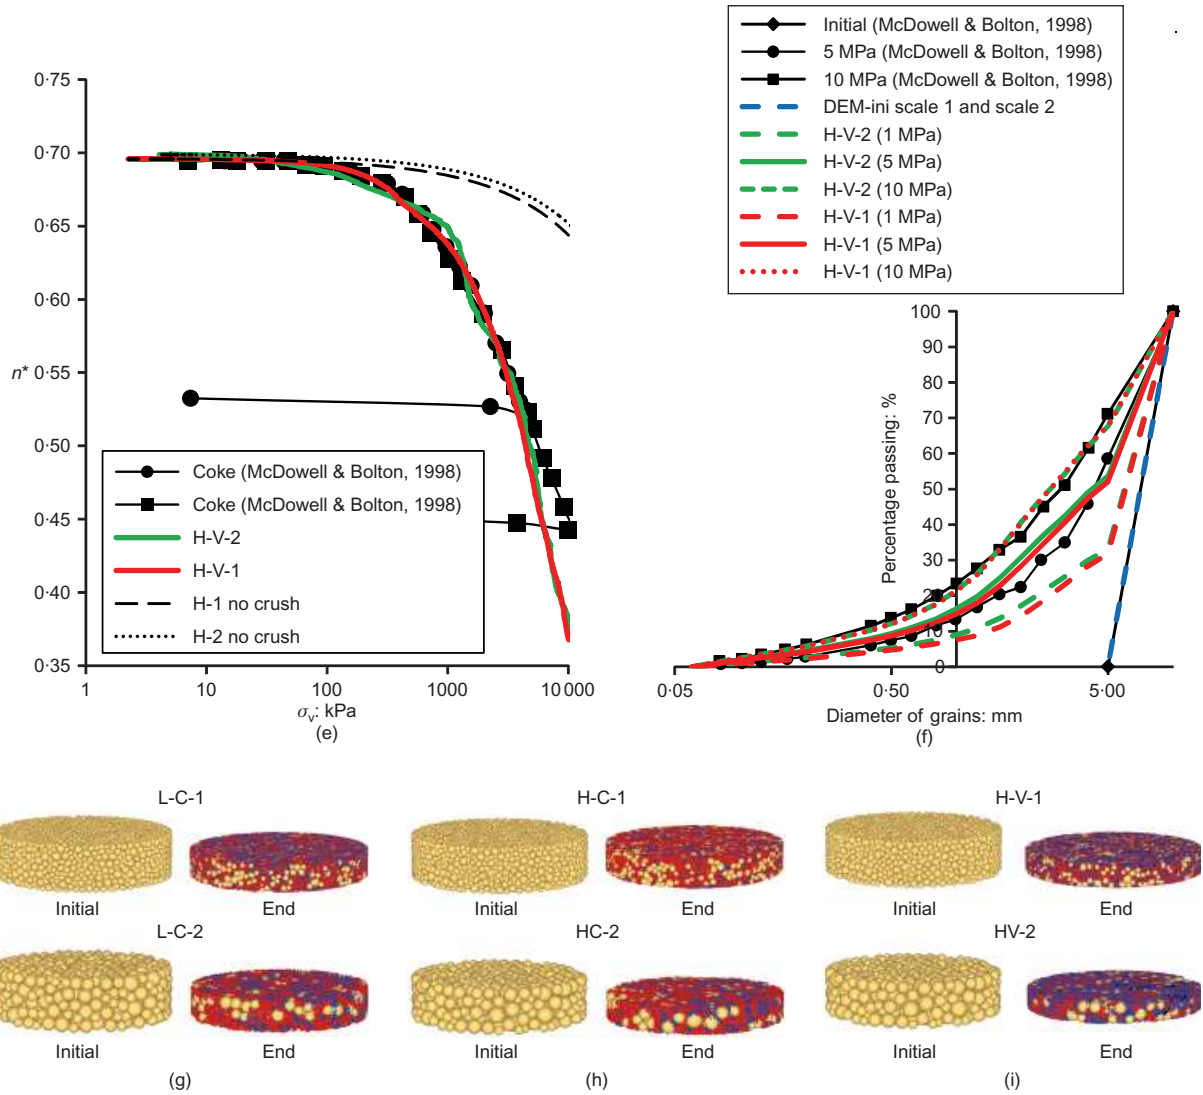 0·75
0·70
0·65
0·60
n* 0·55
0·50
0·45
0·40
0·35
1 10 100 1000 10 000
σv: kPa
(e)
Coke (McDowell & Bolton, 1998)
Coke (McDowell & Bolton, 1998)
H-V-2
H-V-1
H-1 no crush
H-2 no crush
Initial (McDowell & Bolton, 1998)
5 MPa (McDowell & Bolton, 1998)
10 MPa (McDowell & Bolton, 1998)
DEM-ini scale 1 and scale 2
H-V-2 (1 MPa)
H-V-2 (5 MPa)
H-V-2 (10 MPa)
H-V-1 (1 MPa)
H-V-1 (5 MPa)
H-V-1 (10 MPa)
Percentage passing: %
100
90
80
70
60
50
40
30
20
10
0
0·05 0·50 5·00
Diameter of grains: mm
(f)
L-C-1 H-C-1 H-V-1
Initial End Initial End Initial End
L-C-2 HC-2 HV-2
Initial End Initial End Initial End
(g) (h) (i)